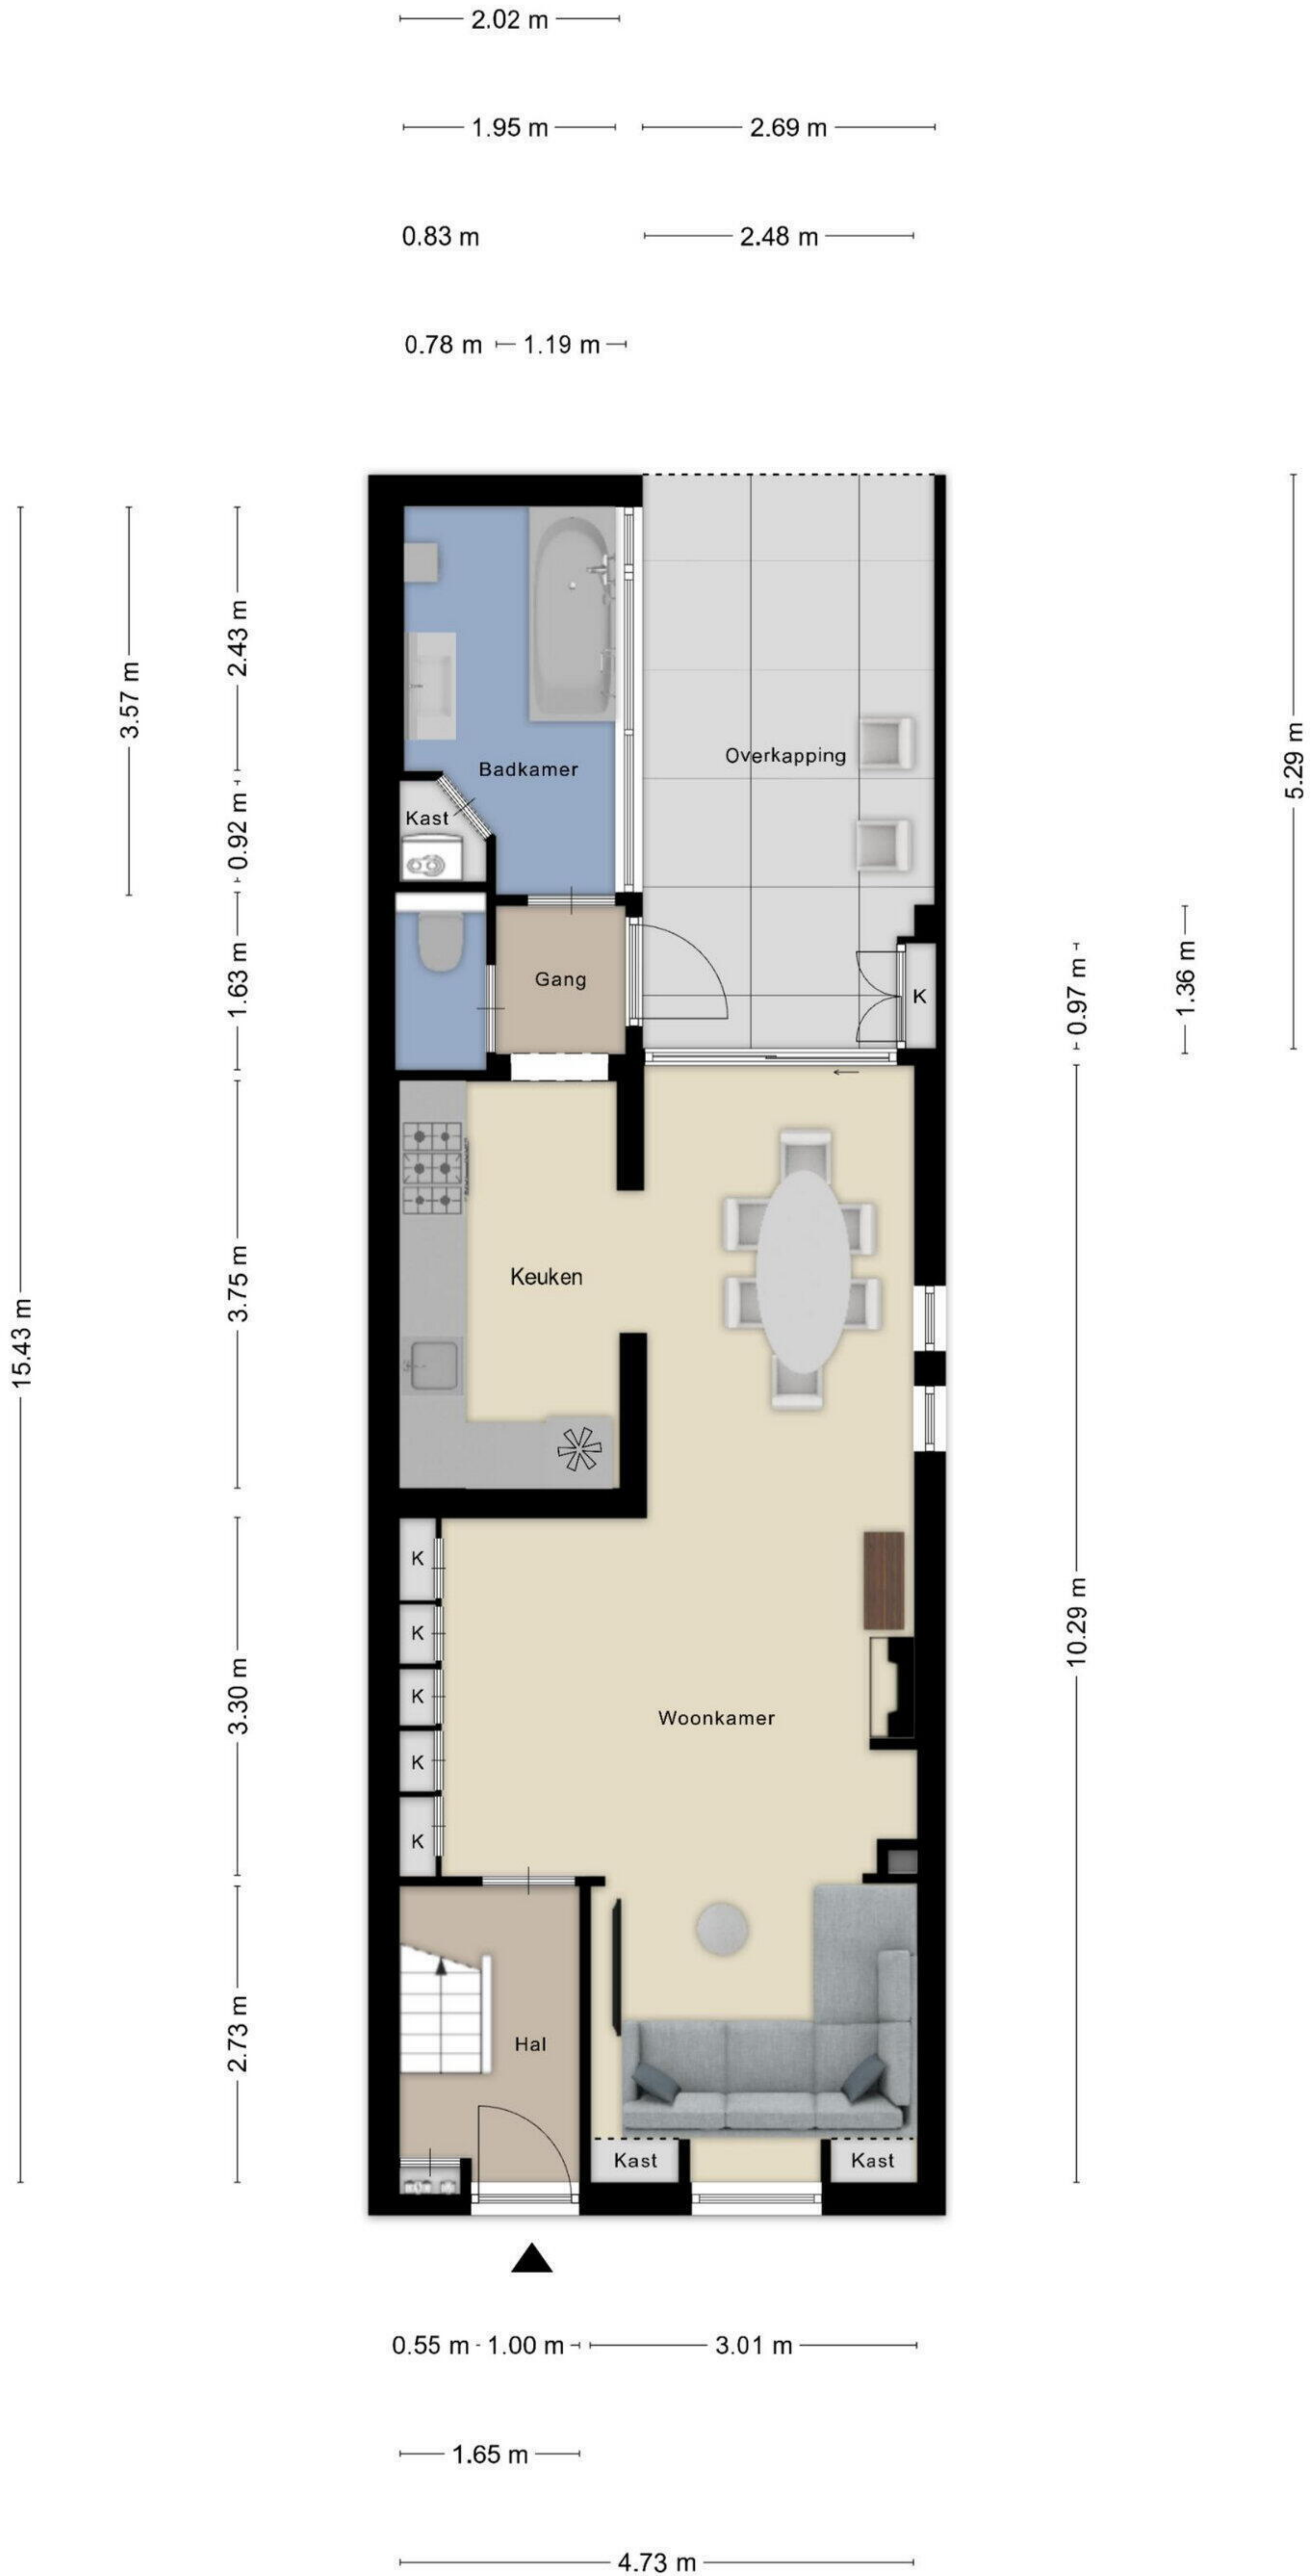 2.02 m
1.95 m
2.69 m
0.83 m
2.48 m
0.78 m
1.19 m
15.43 m
3.57 m
2.43 m
0.92 m
1.63 m
3.75 m
3.30 m
2.73 m
Badkamer
Overkapping
Kast
Gang
K
Keuken
K
K
K
Woonkamer
K
K
Hal
Kast
Kast
5.29 m
1.36 m
0.97 m
10.29 m
0.55 m
1.00 m
3.01 m
1.65 m
4.73 m